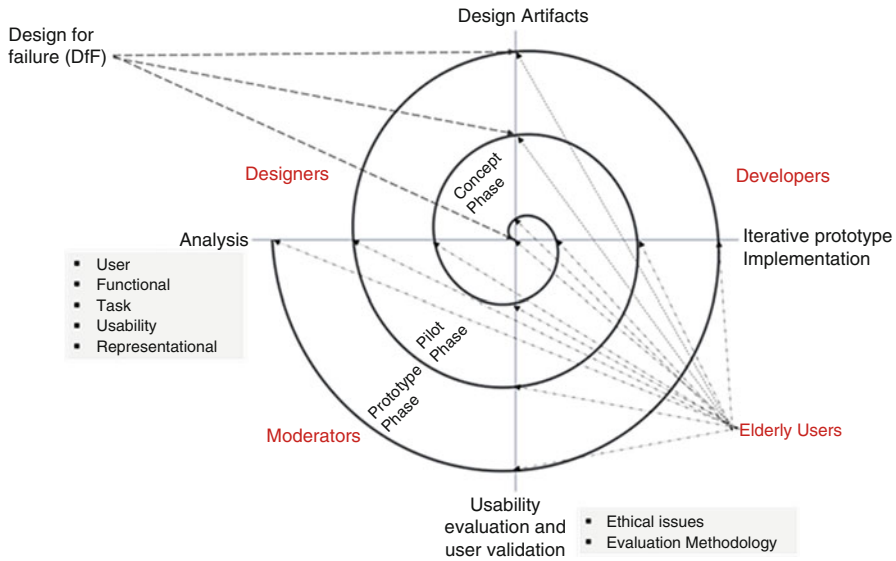 Design Artifacts
Design for
failure (DfF)
Designers
Concept
Phase
Developers
Analysis
Iterative prototype
Implementation
▪ User
▪ Functional
▪ Task
▪ Usability
▪ Representational
Pilot
Phase
Prototype
Phase
Moderators
Elderly Users
Usability
evaluation and
user validation
▪ Ethical issues
▪ Evaluation Methodology